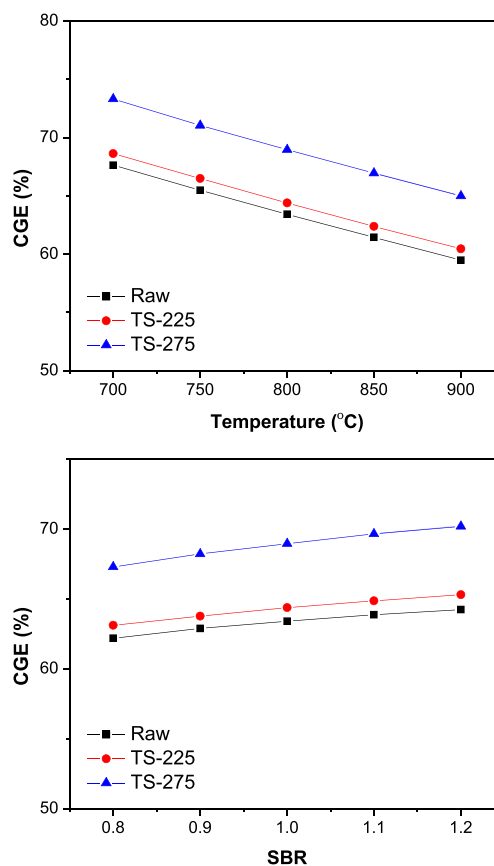 80
70
60
50
CGE (%)
Raw
TS-225
TS-275
700 750 800 850 900
Temperature (°C)
70
60
50
CGE (%)
Raw
TS-225
TS-275
0.8 0.9 1.0 1.1 1.2
SBR